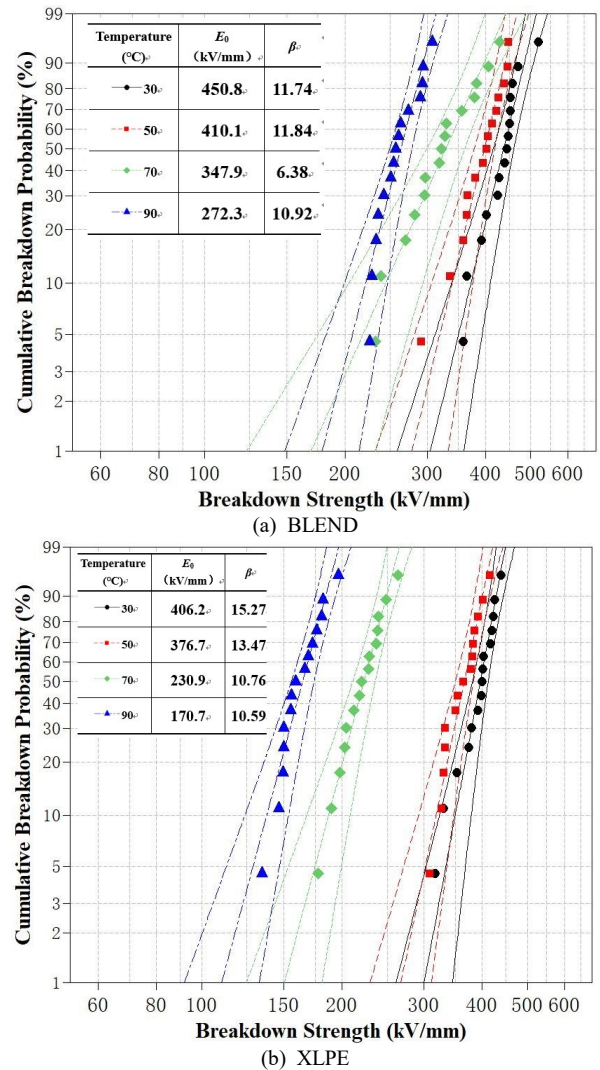 Cumulative Breakdown Probability (%)
99
90
80
70
60
50
40
30
20
10
5
3
2
1
Temperature E0 β
(°C) (kV/mm)
30 450.8 11.74
50 410.1 11.84
70 347.9 6.38
90 272.3 10.92
60 80 100 150 200 300 400 500 600
Breakdown Strength (kV/mm)
(a) BLEND
Cumulative Breakdown Probability (%)
99
90
80
70
60
50
40
30
20
10
5
3
2
1
Temperature E0 β
(°C) (kV/mm)
30 406.2 15.27
50 376.7 13.47
70 230.9 10.76
90 170.7 10.59
60 80 100 150 200 300 400 500 600
Breakdown Strength (kV/mm)
(b) XLPE